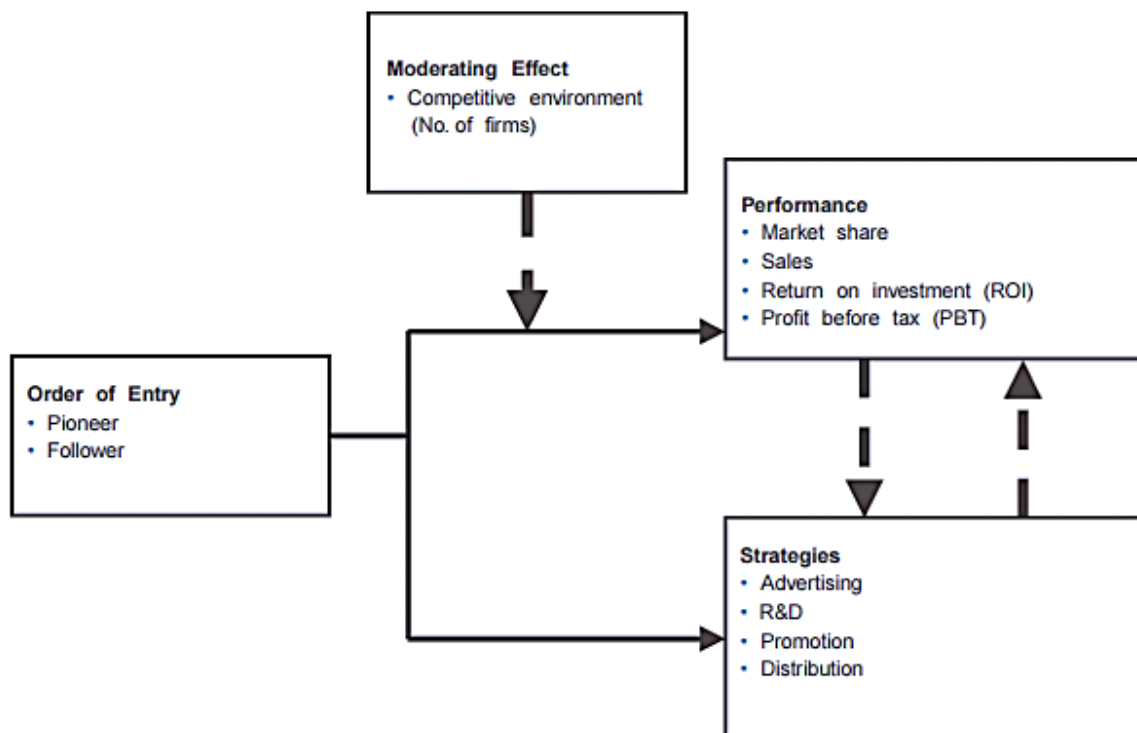 Moderating Effect
• Competitive environment
(No. of firms)
Performance
• Market share
• Sales
• Return on investment (ROI)
• Profit before tax (PBT)
Order of Entry
• Pioneer
• Follower
Strategies
• Advertising
• R&D
• Promotion
• Distribution